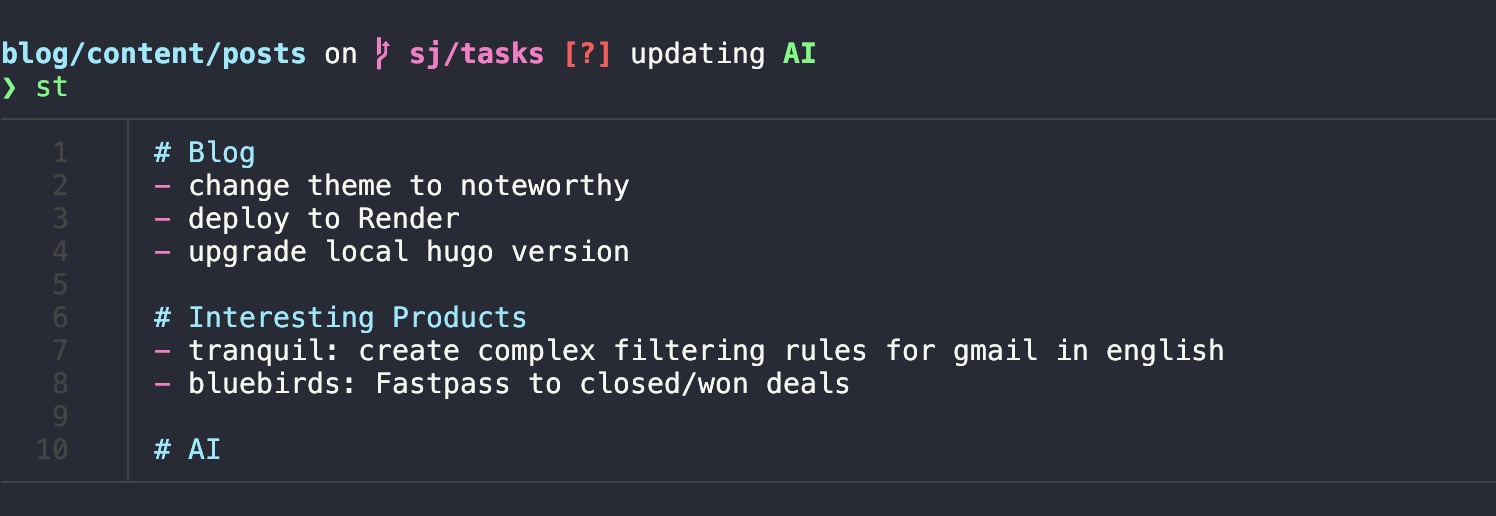 blog/content/posts on sj/tasks [?] updating AI
❯ st
1 # Blog
2 - change theme to noteworthy
3 - deploy to Render
4 - upgrade local hugo version
5
6 # Interesting Products
7 - tranquil: create complex filtering rules for gmail in english
8 - bluebirds: Fastpass to closed/won deals
9
10 # AI